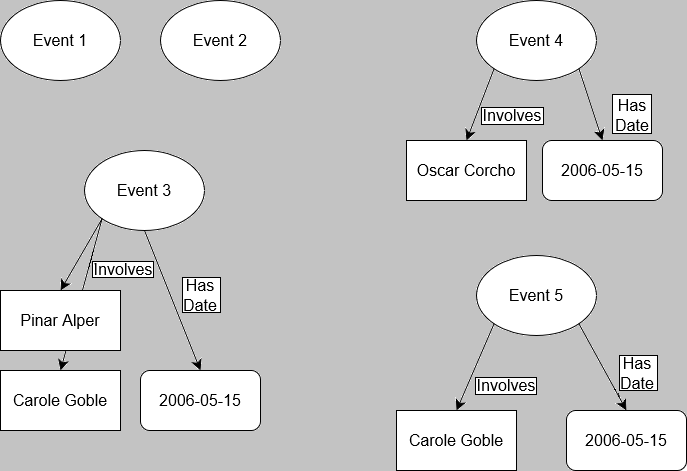 Event 1
Event 2
Event 4
Involves
Has
Date
Oscar Corcho
2006-05-15
Event 3
Involves
Has
Date
Pinar Alper
Carole Goble
2006-05-15
Event 5
Involves
Has
Date
Carole Goble
2006-05-15